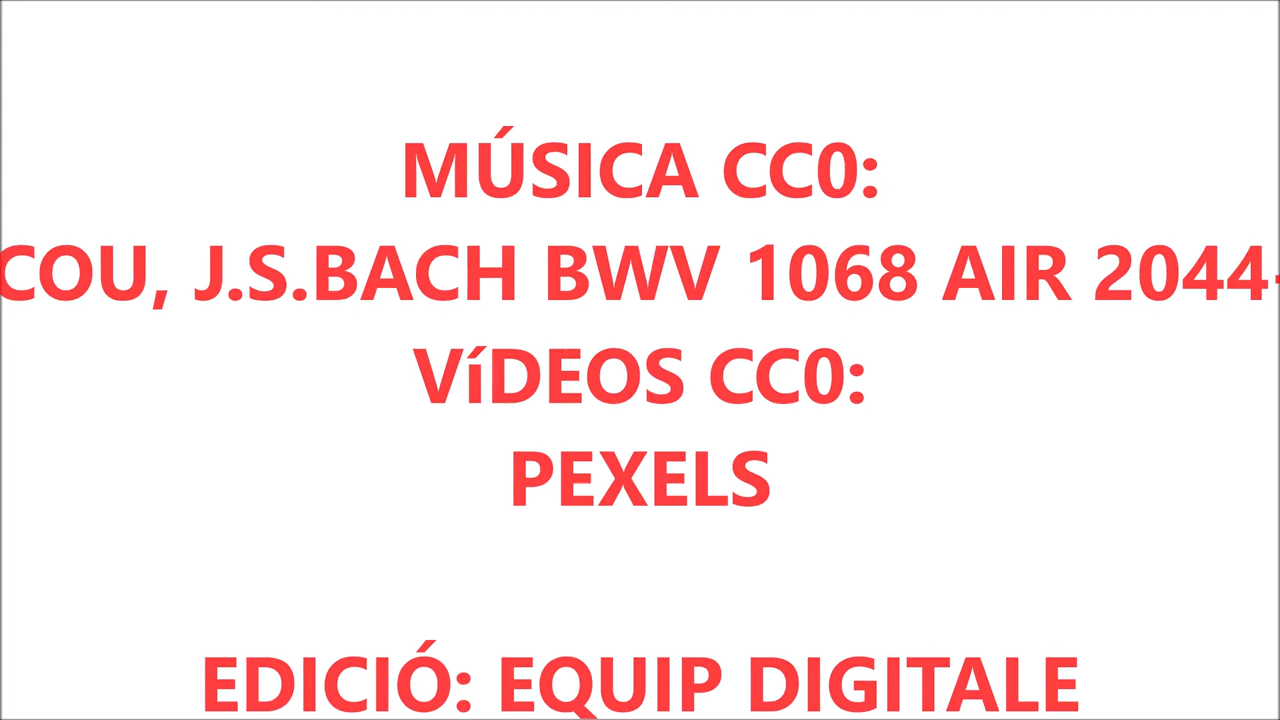 MÚSICA CC0:
COU, J.S.BACH BWV 1068 AIR 2044-
VíDEOS CC0:
PEXELS
EDICIÓ: EQUIP DIGITALE